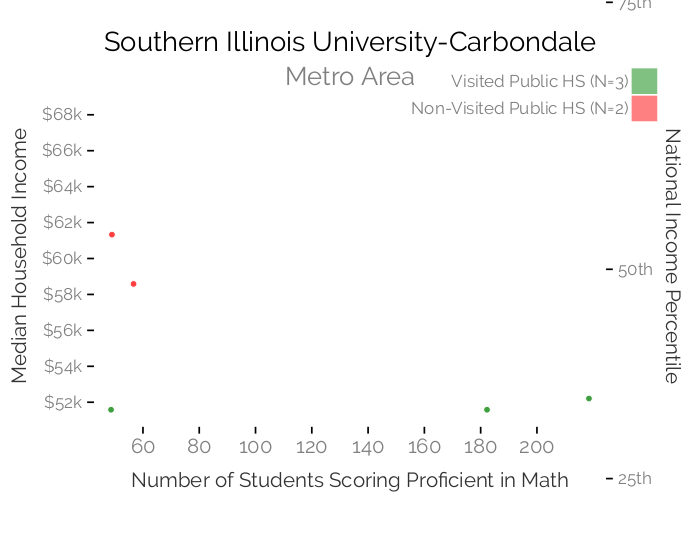 75th
Southern Illinois University-Carbondale
Metro Area
Visited Public HS (N=3)
Non-Visited Public HS (N=2)
Median Household Income
$68k
$66k
$64k
$62k
$60k
$58k
$56k
$54k
$52k
National Income Percentile
50th
25th
60 80 100 120 140 160 180 200
Number of Students Scoring Proficient in Math